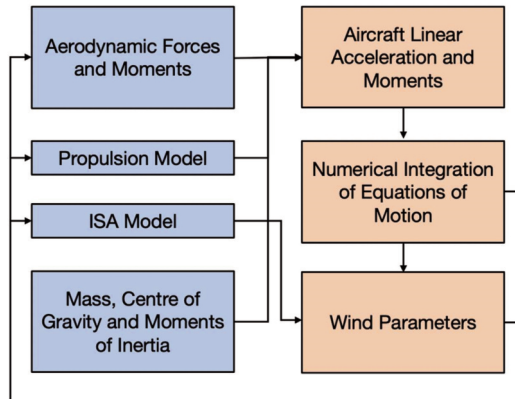 Aerodynamic Forces
and Moments
Propulsion Model
ISA Model
Mass, Centre of
Gravity and Moments
of Inertia
Aircraft Linear
Acceleration and
Moments
Numerical Integration
of Equations of
Motion
Wind Parameters